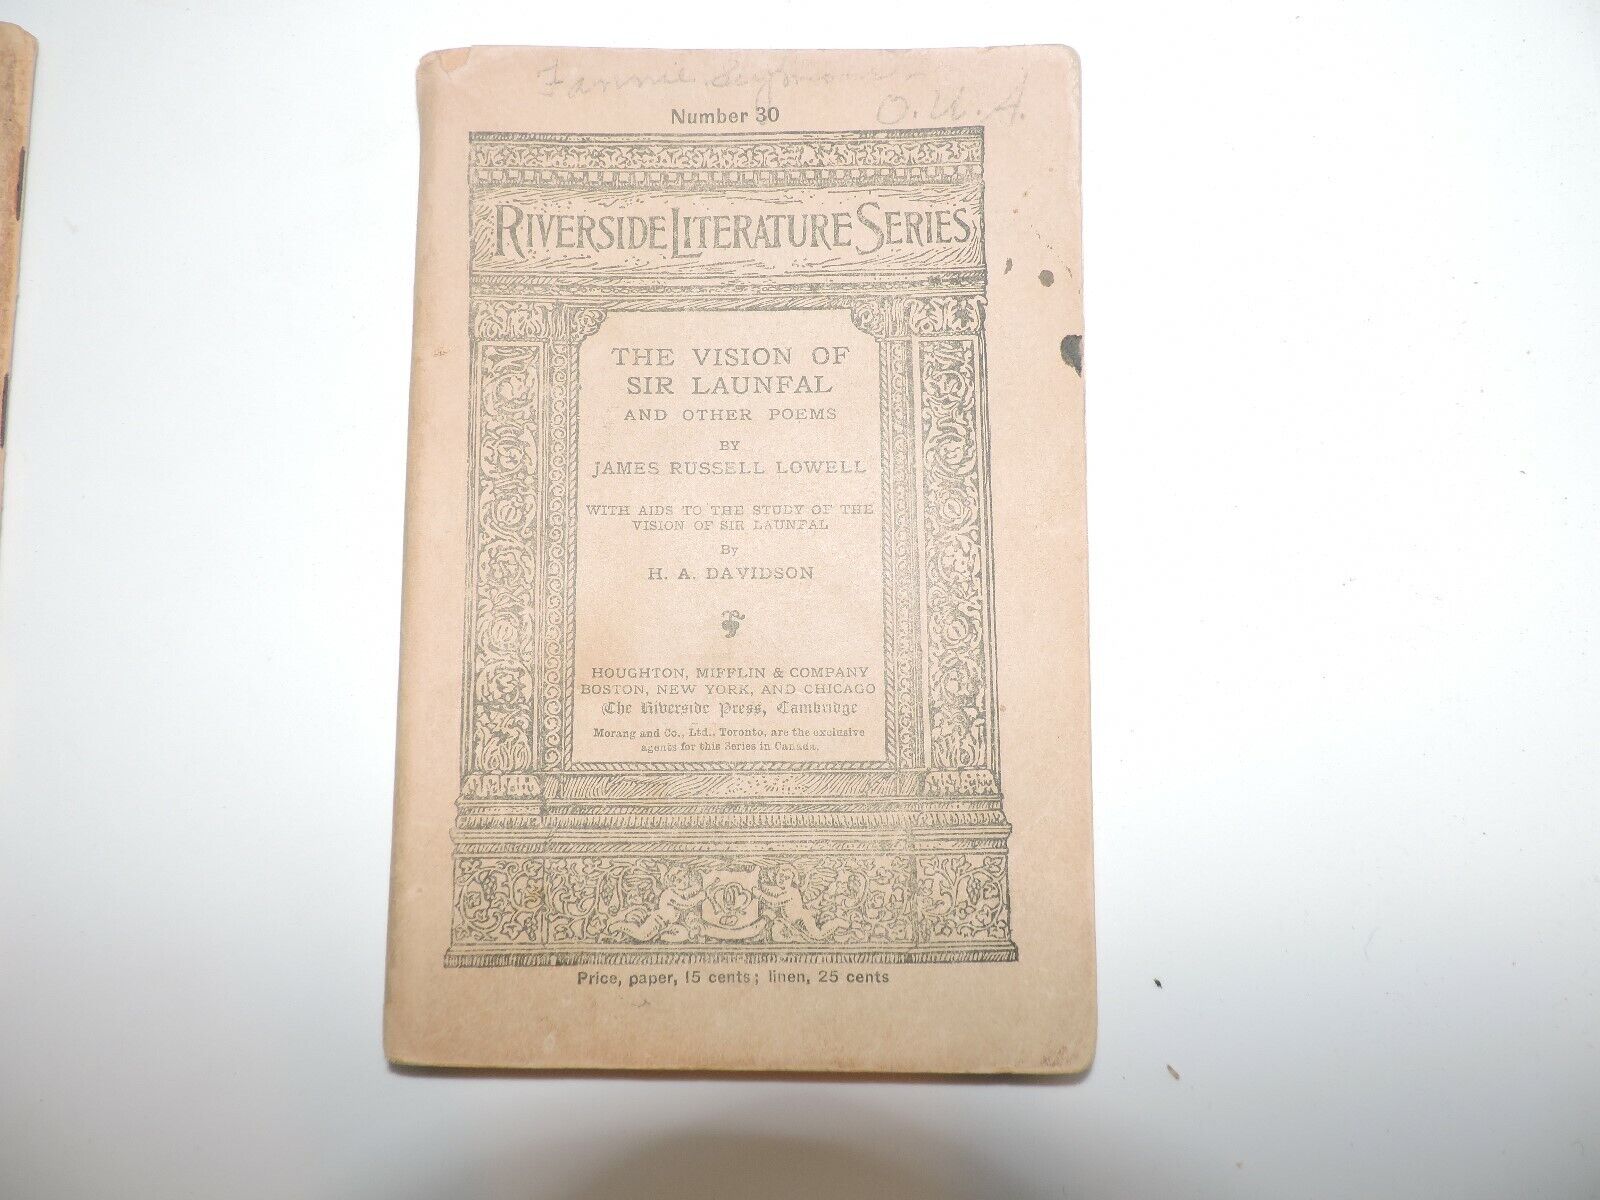 Fannie Seymour
O.U.A.
Number 30
RIVERSIDE LITERATURE SERIES
THE VISION OF
SIR LAUNFAL
AND OTHER POEMS
BY
JAMES RUSSELL LOWELL
WITH AIDS TO THE STUDY OF THE
VISION OF SIR LAUNFAL
By
H. A. DAVIDSON
HOUGHTON, MIFFLIN & COMPANY
BOSTON, NEW YORK, AND CHICAGO
The Riverside Press, Cambridge
Morang and Co., Ltd., Toronto, are the exclusive
agents for this Series in Canada.
Price, paper, 15 cents; linen, 25 cents